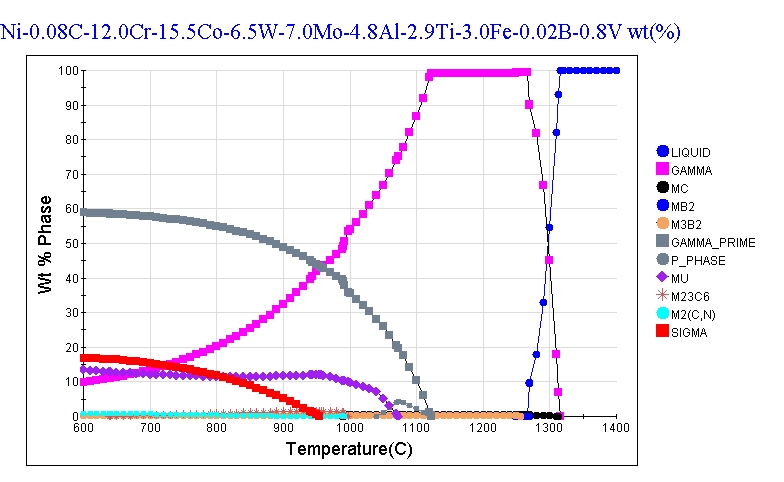 Ni-0.08C-12.0Cr-15.5Co-6.5W-7.0Mo-4.8Al-2.9Ti-3.0Fe-0.02B-0.8V wt(%)
100
90
80
70
60
50
40
30
20
10
0
Wt % Phase
600 700 800 900 1000 1100 1200 1300 1400
Temperature(C)
LIQUID
GAMMA
MC
MB2
M3B2
GAMMA_PRIME
P_PHASE
MU
M23C6
M2(C,N)
SIGMA